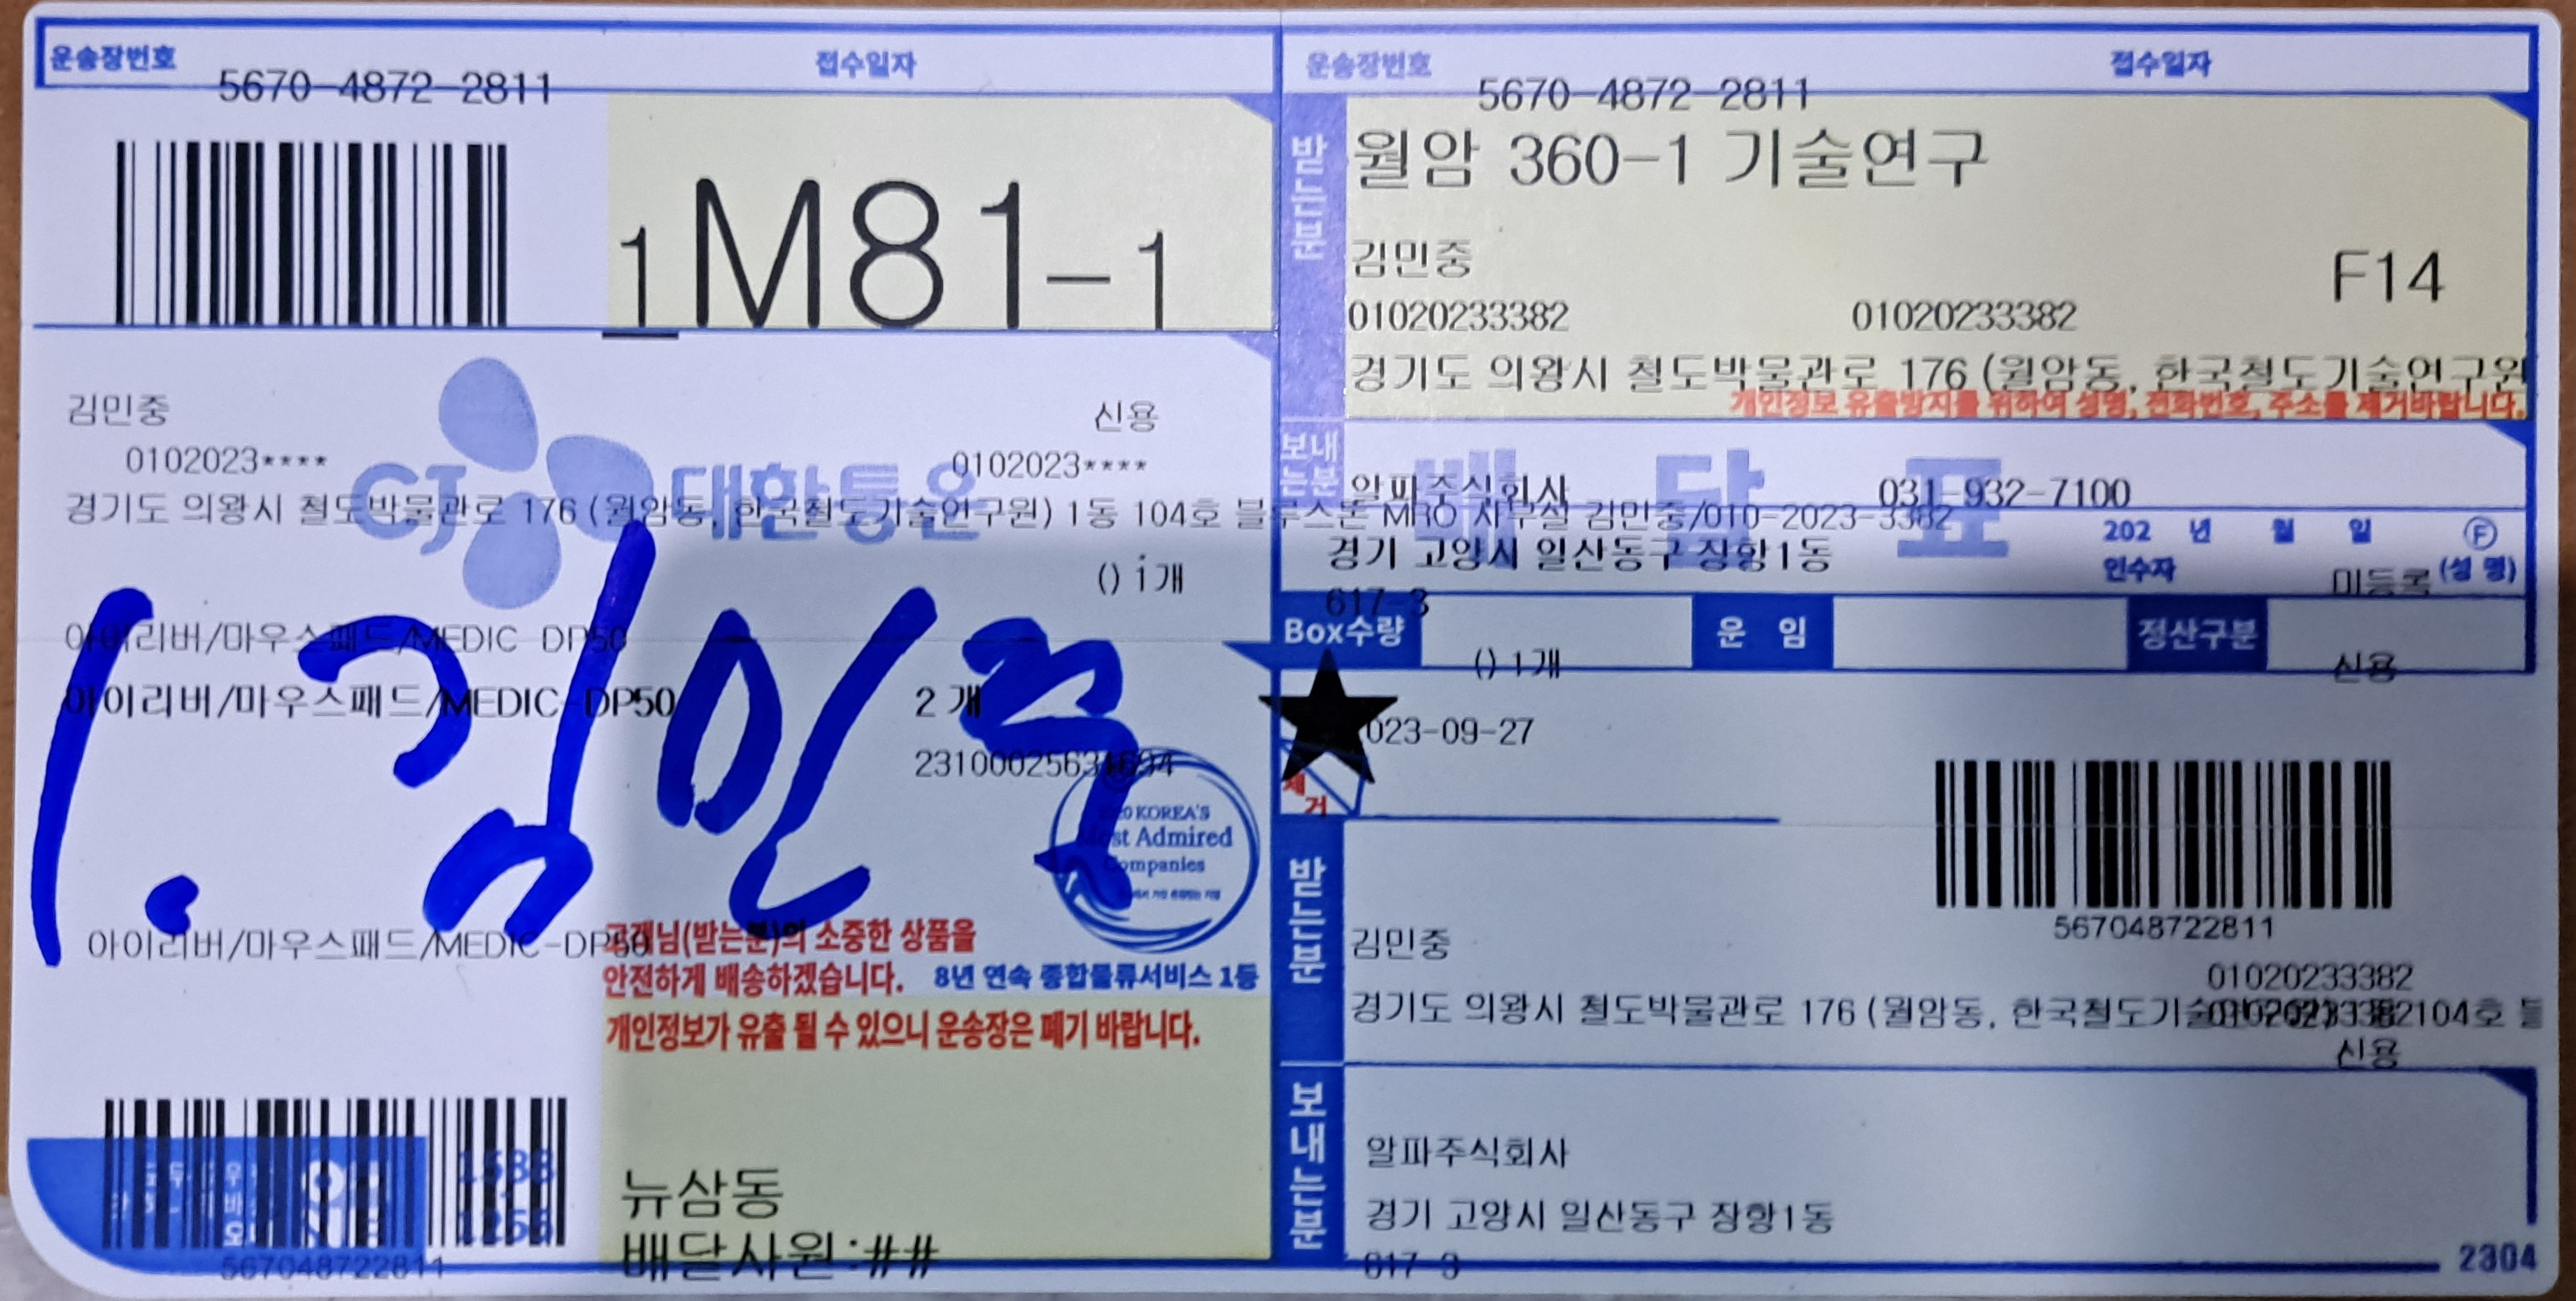 운송장번호 접수일자
5670-4872-2811
1M81-1
김민중 신용
0102023**** 0102023****
CJ대한통운
경기도 의왕시 철도박물관로 176 (월암동, 한국철도기술연구원) 1동 104호 블루스톤 MRO 사무실 김민중/010-2023-3382
() 1개
아이리버/마우스패드/MEDIC-DP50
아이리버/마우스패드/MEDIC-DP50 2 개
1. 김민중
KOREA'S
Most Admired
Companies
아이리버/마우스패드/MEDIC-DP50
고객님(받는분)의 소중한 상품을
안전하게 배송하겠습니다. 8년 연속 종합물류서비스 1등
개인정보가 유출 될 수 있으니 운송장은 폐기 바랍니다.
1588
1255
567048722811
뉴삼동
배달사원:##
운송장번호 접수일자
5670-4872-2811
받는분
월암 360-1 기술연구
김민중
F14
01020233382 01020233382
경기도 의왕시 철도박물관로 176 (월암동, 한국철도기술연구원
개인정보 유출방지를 위하여 성명, 전화번호, 주소를 제거바랍니다.
보내는분
배달표
알파주식회사 031-932-7100
경기 고양시 일산동구 장항1동
617-3
202 년 월 일 Ⓕ
인수자 미등록 (성 명)
Box수량 () 1개 운 임 정산구분 신용
★023-09-27
제거
567048722811
받는분
김민중
01020233382
경기도 의왕시 철도박물관로 176 (월암동, 한국철도기술 104호
01020233382
신용
보내는분
알파주식회사
경기 고양시 일산동구 장항1동
617-3
2304